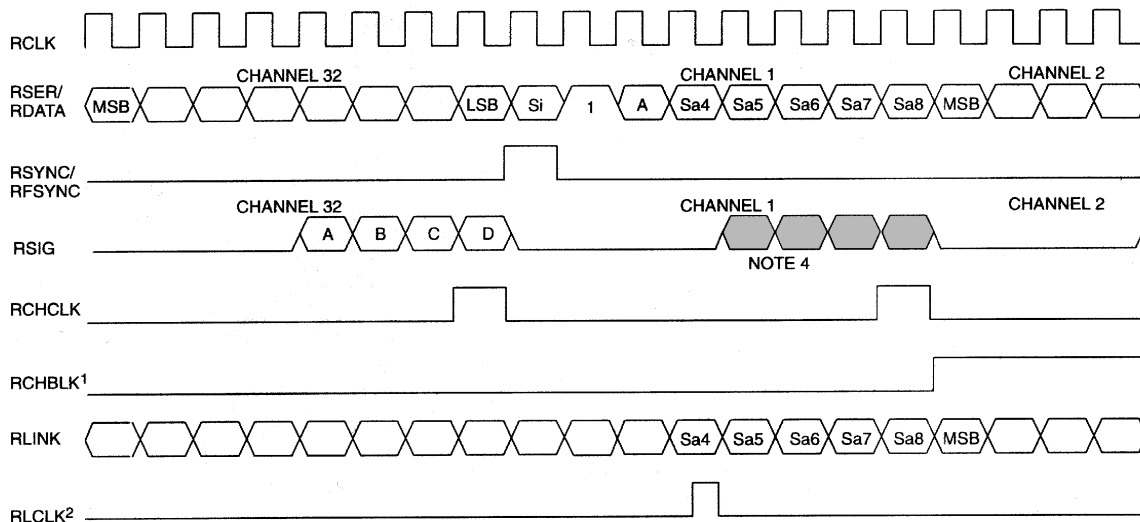 RCLK
CHANNEL 32 CHANNEL 1 CHANNEL 2
RSER/
RDATA
MSB LSB Si 1 A Sa4 Sa5 Sa6 Sa7 Sa8 MSB
RSYNC/
RFSYNC
CHANNEL 32 CHANNEL 1 CHANNEL 2
RSIG A B C D
NOTE 4
RCHCLK
RCHBLK1
RLINK Sa4 Sa5 Sa6 Sa7 Sa8 MSB
RLCLK2